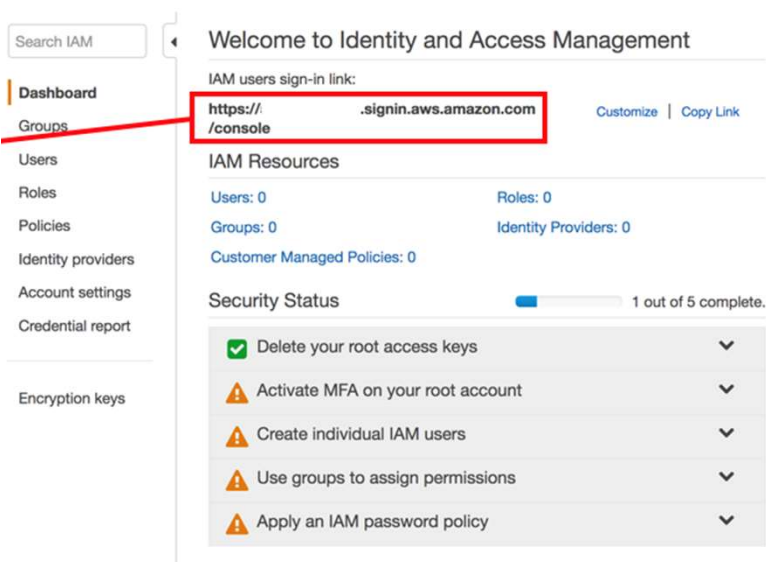 Search IAM
Dashboard
Groups
Users
Roles
Policies
Identity providers
Account settings
Credential report
Encryption keys
Welcome to Identity and Access Management
IAM users sign-in link:
https:// .signin.aws.amazon.com
/console
Customize | Copy Link
IAM Resources
Users: 0 Roles: 0
Groups: 0 Identity Providers: 0
Customer Managed Policies: 0
Security Status 1 out of 5 complete.
Delete your root access keys
Activate MFA on your root account
Create individual IAM users
Use groups to assign permissions
Apply an IAM password policy